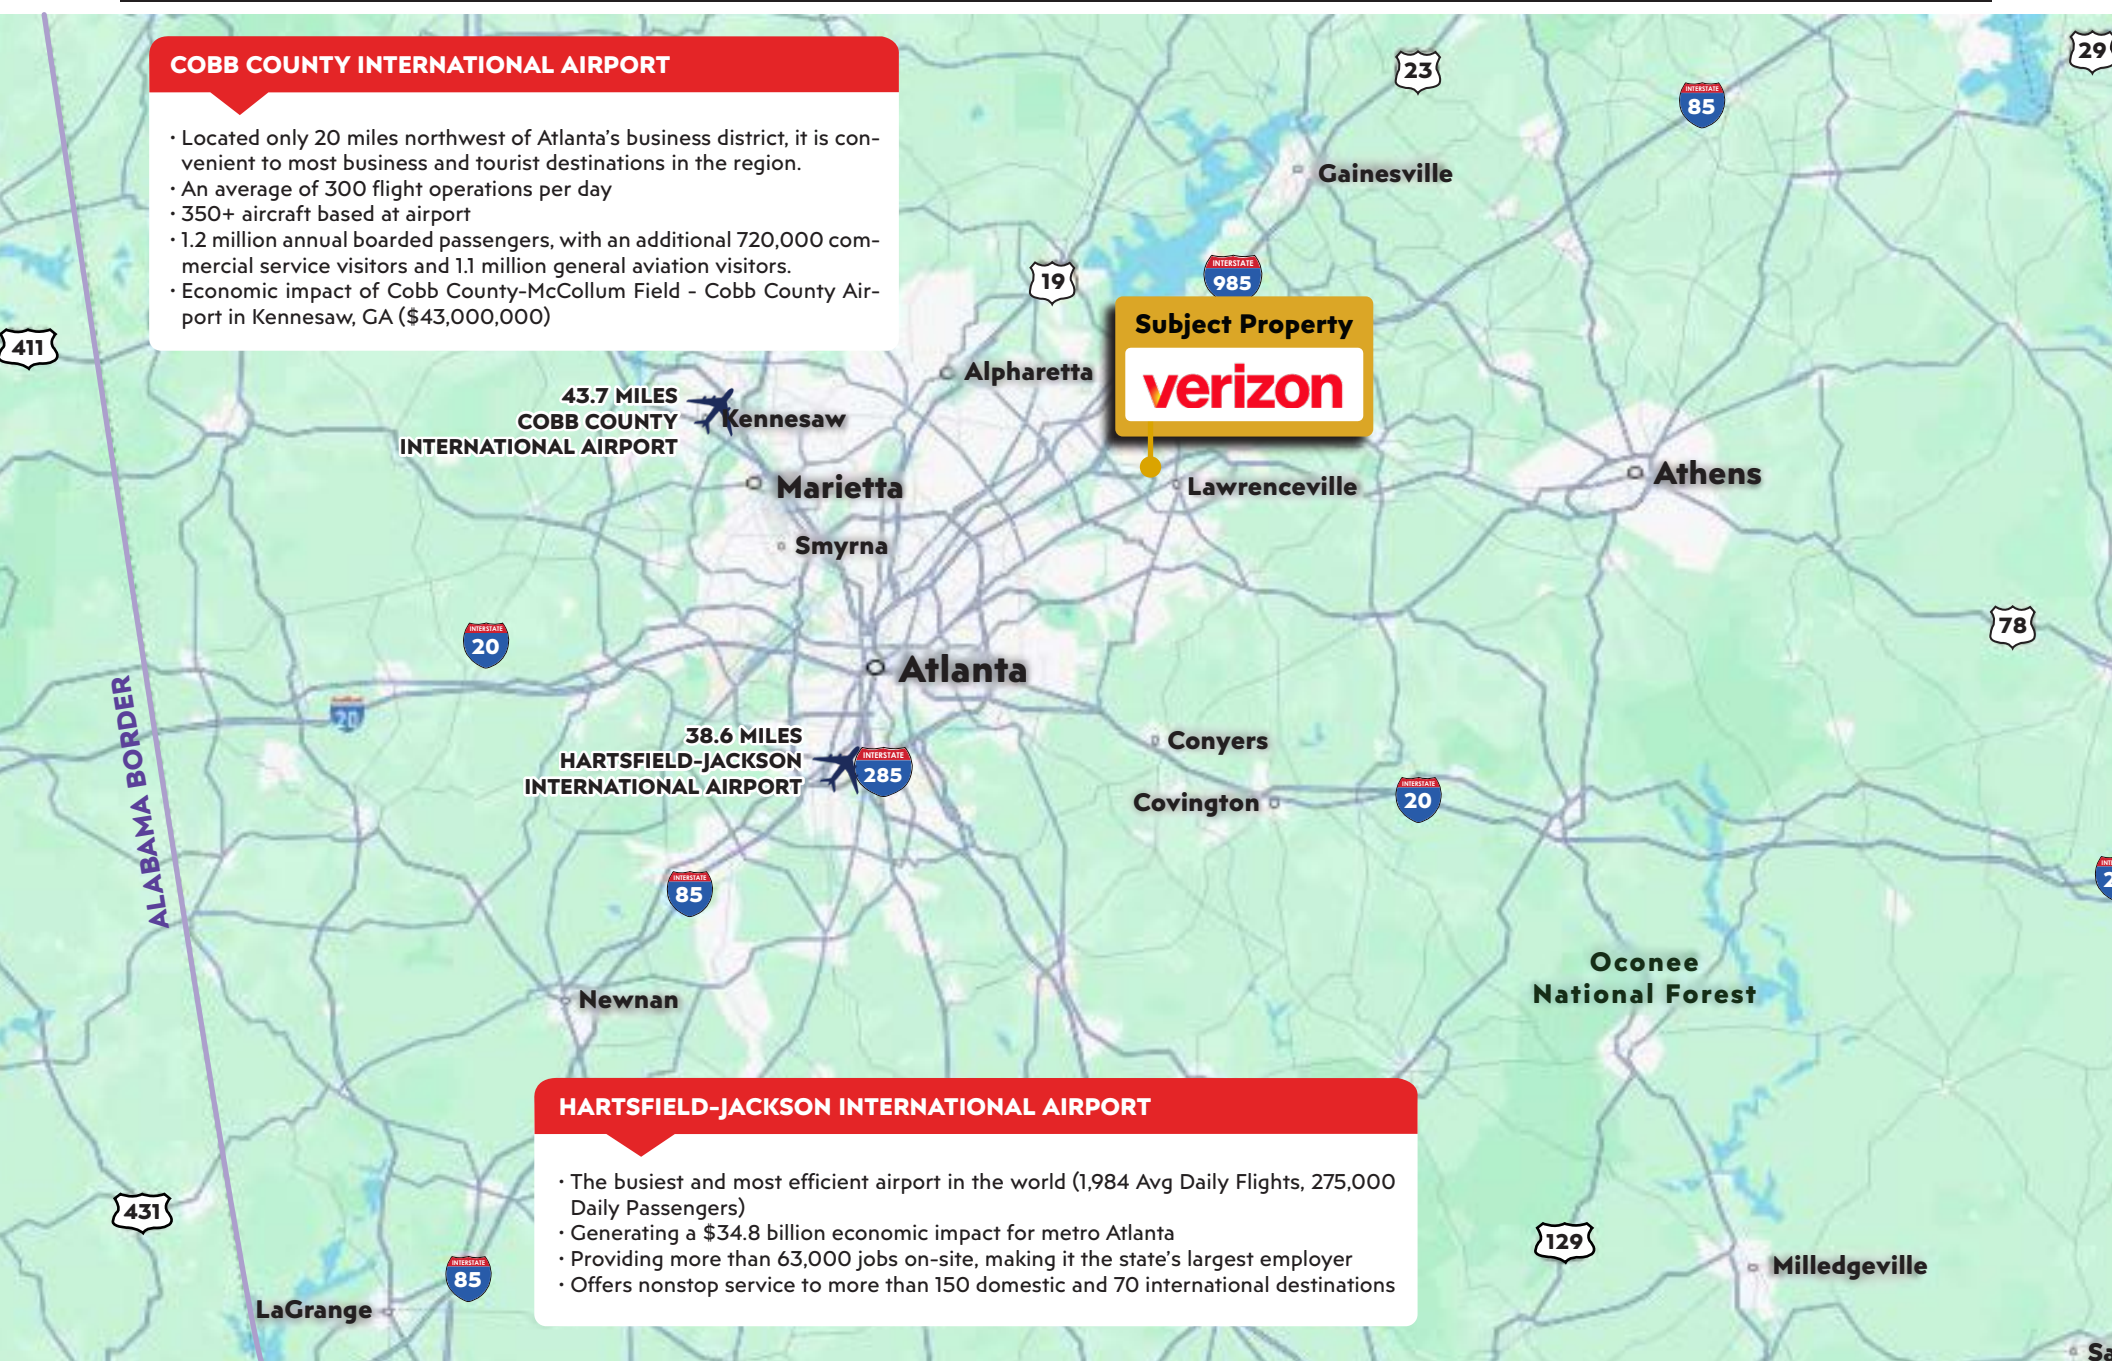 COBB COUNTY INTERNATIONAL AIRPORT
· Located only 20 miles northwest of Atlanta's business district, it is con-
venient to most business and tourist destinations in the region.
· An average of 300 flight operations per day
· 350+ aircraft based at airport
· 1.2 million annual boarded passengers, with an additional 720,000 com-
mercial service visitors and 1.1 million general aviation visitors.
· Economic impact of Cobb County-McCollum Field - Cobb County Air-
port in Kennesaw, GA ($43,000,000)
23
29
INTERSTATE
85
Gainesville
19
INTERSTATE
985
411
Subject Property
verizon
Alpharetta
43.7 MILES
COBB COUNTY
INTERNATIONAL AIRPORT
Kennesaw
Marietta
Lawrenceville
Athens
Smyrna
78
INTERSTATE
20
Atlanta
20
ALABAMA BORDER
38.6 MILES
HARTSFIELD-JACKSON
INTERNATIONAL AIRPORT
INTERSTATE
285
Conyers
Covington
INTERSTATE
20
INTERSTATE
85
Oconee
National Forest
Newnan
HARTSFIELD-JACKSON INTERNATIONAL AIRPORT
· The busiest and most efficient airport in the world (1,984 Avg Daily Flights, 275,000
Daily Passengers)
· Generating a $34.8 billion economic impact for metro Atlanta
· Providing more than 63,000 jobs on-site, making it the state's largest employer
· Offers nonstop service to more than 150 domestic and 70 international destinations
431
129
INTERSTATE
85
Milledgeville
LaGrange